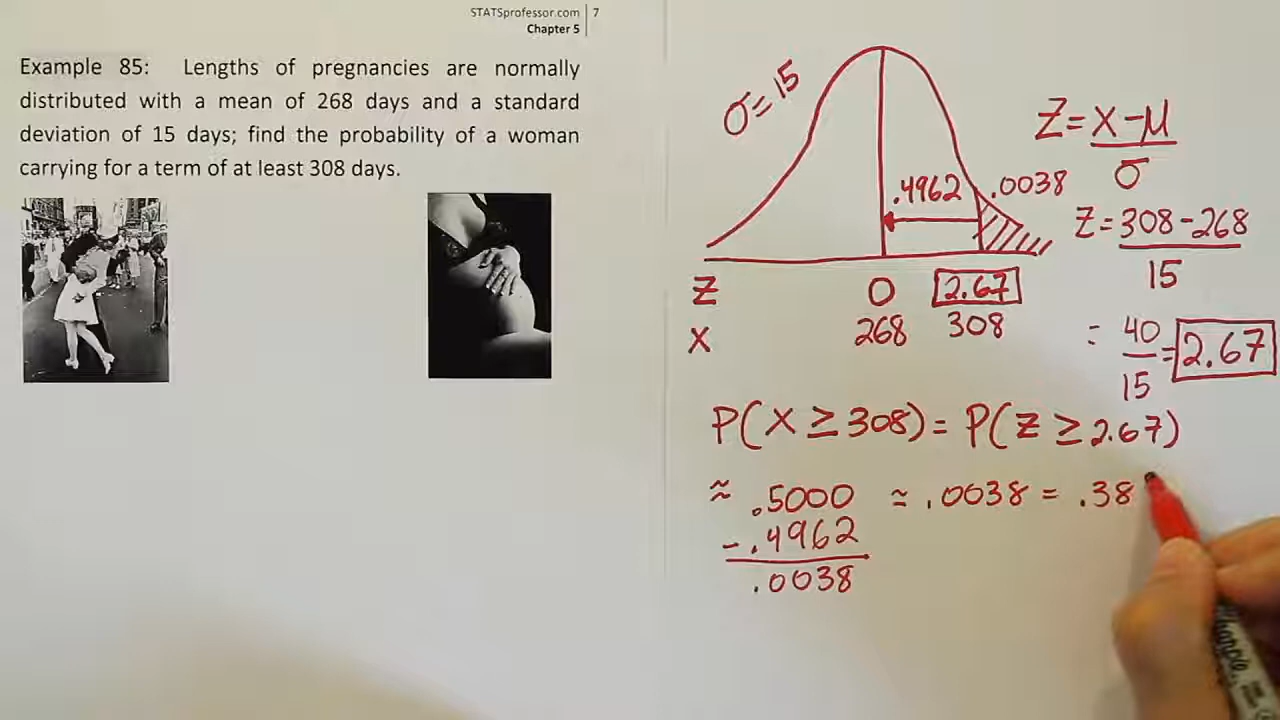 STATSprofessor.com 7
Chapter 5
Example 85: Lengths of pregnancies are normally
distributed with a mean of 268 days and a standard
deviation of 15 days; find the probability of a woman
carrying for a term of at least 308 days.
σ=15
.4962 .0038
Z 0 2.67
X 268 308
Z = X-μ
σ
Z = 308-268
15
= 40
15
= 2.67
P(X ≥ 308) = P(Z ≥ 2.67)
≈ .5000 ≈ .0038 = .38
- .4962
.0038
Sharpie